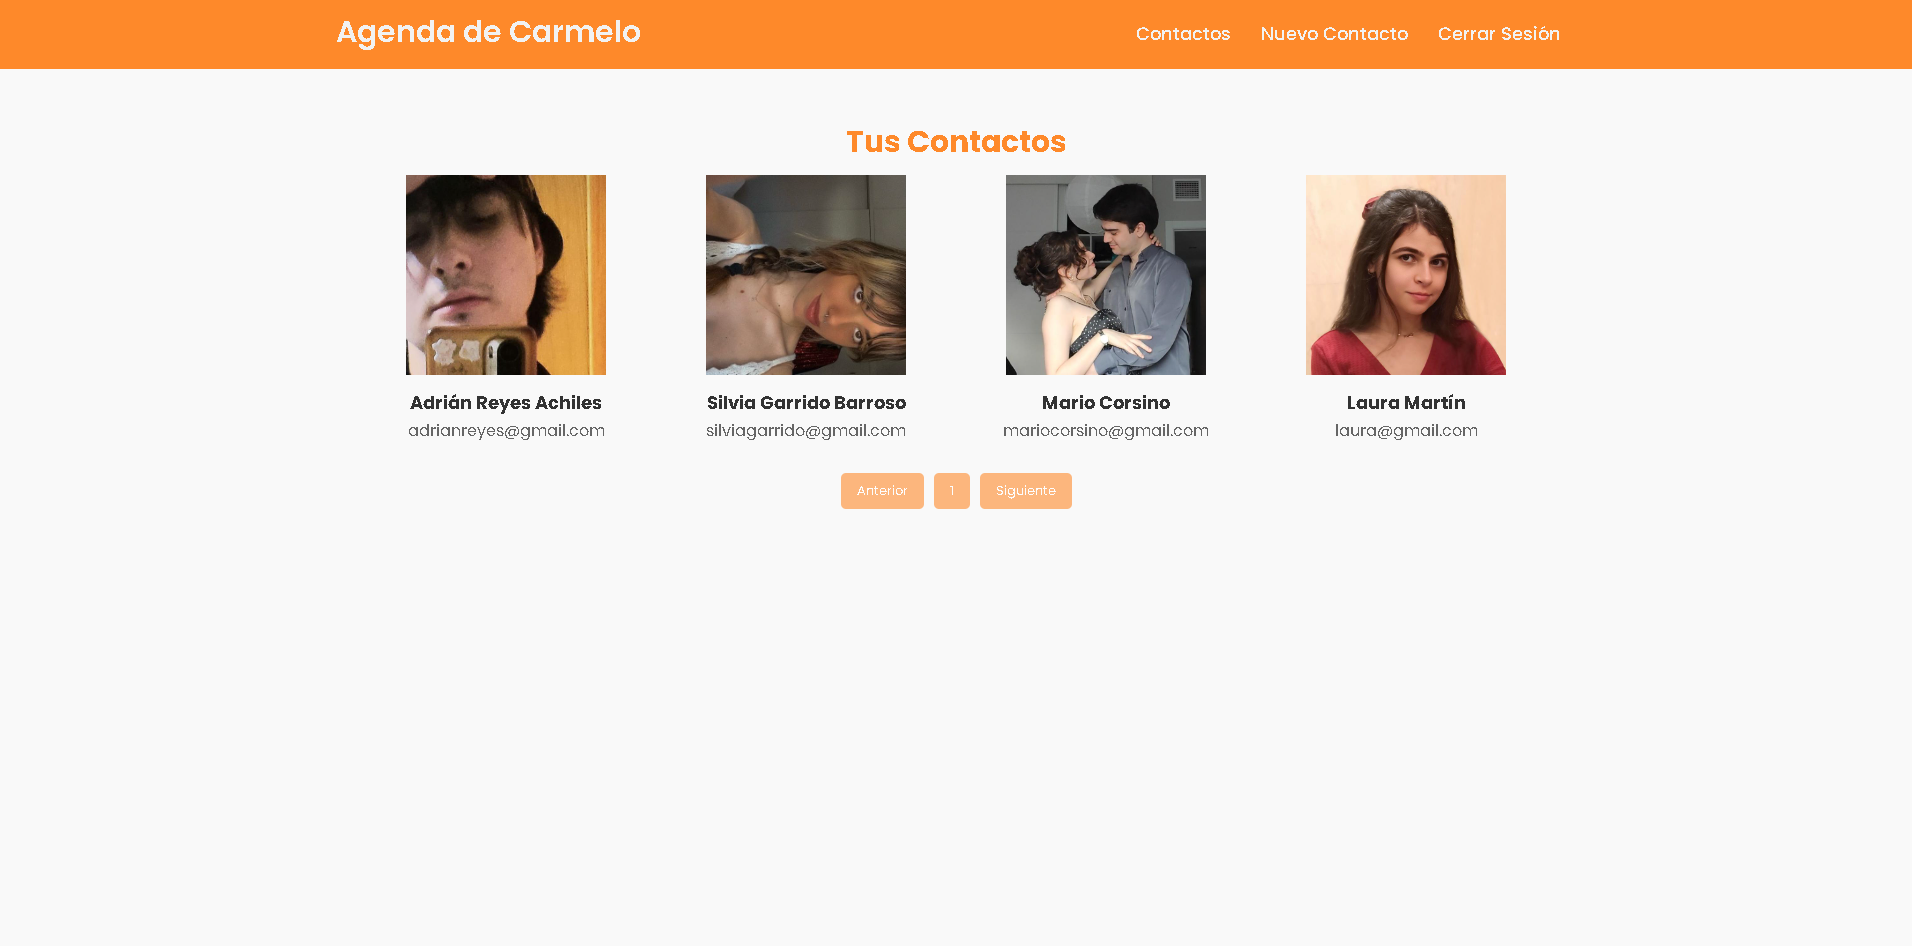 Agenda de Carmelo
Contactos
Nuevo Contacto
Cerrar Sesión
Tus Contactos
Adrián Reyes Achiles
adrianreyes@gmail.com
Silvia Garrido Barroso
silviagarrido@gmail.com
Mario Corsino
mariocorsino@gmail.com
Laura Martín
laura@gmail.com
Anterior
1
Siguiente